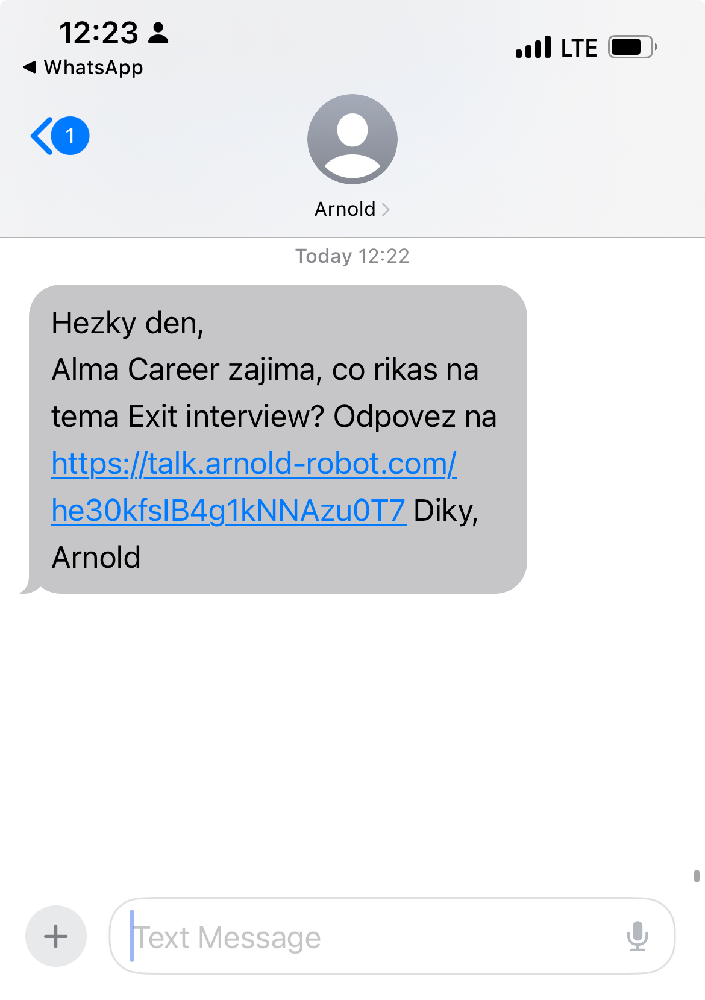 12:23
WhatsApp
LTE
1
Arnold
Today 12:22
Hezky den,
Alma Career zajima, co rikas na
tema Exit interview? Odpovez na
https://talk.arnold-robot.com/
he30kfslB4g1kNNAzu0T7 Diky,
Arnold
Text Message